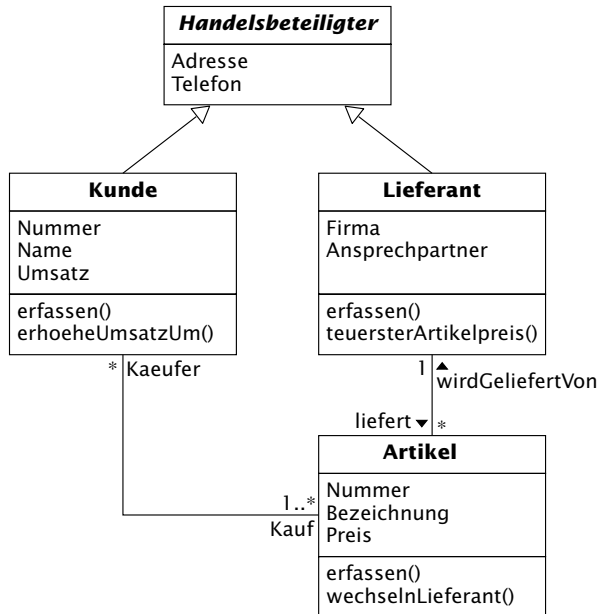 Handelsbeteiligter
Adresse
Telefon
Kunde
Nummer
Name
Umsatz
erfassen()
erhoeheUmsatzUm()
Lieferant
Firma
Ansprechpartner
erfassen()
teuersterArtikelpreis()
* Kaeufer
1
wirdGeliefertVon
liefert *
1..*
Kauf
Artikel
Nummer
Bezeichnung
Preis
erfassen()
wechselnLieferant()